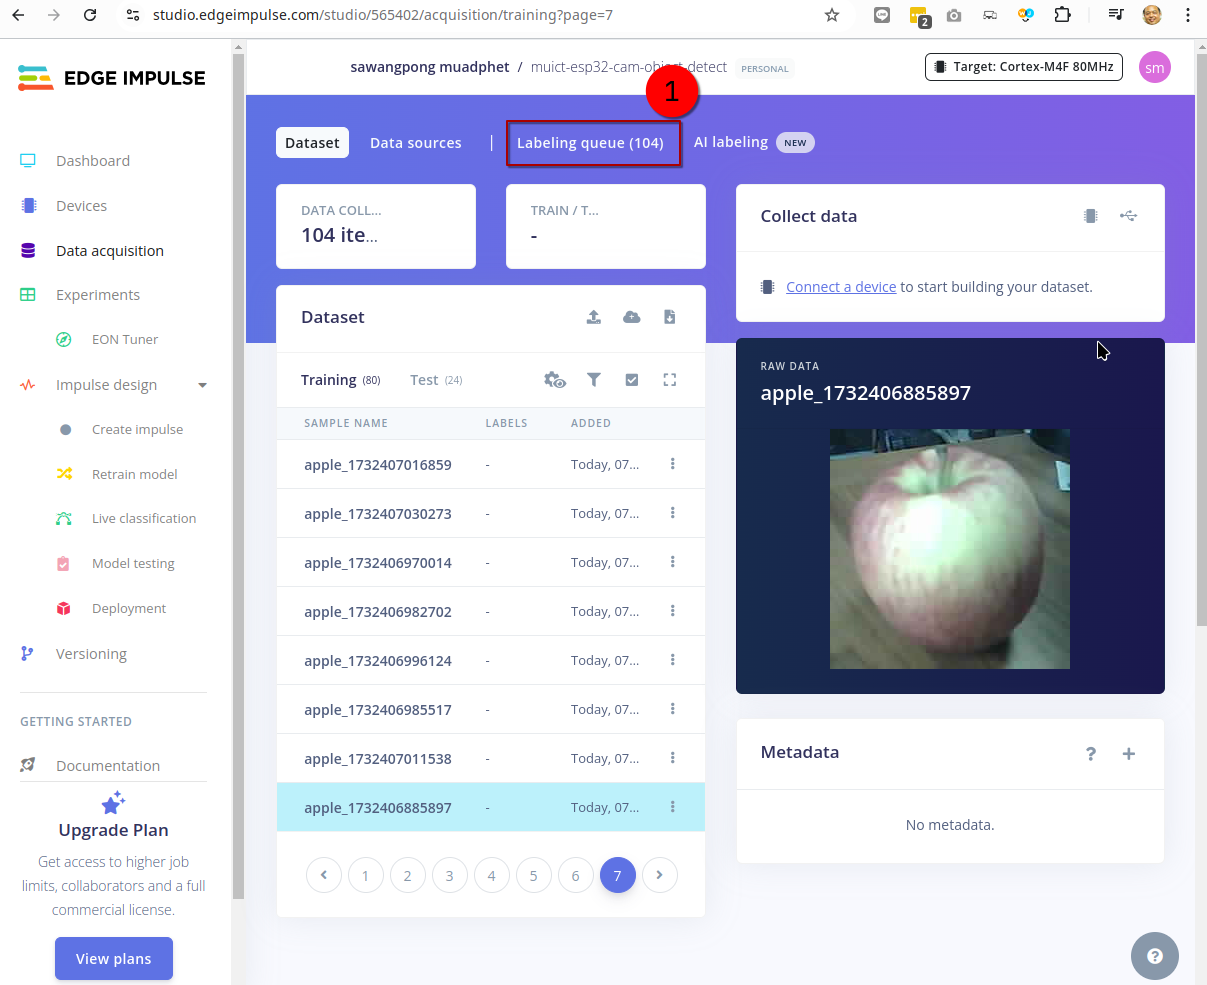 studio.edgeimpulse.com/studio/565402/acquisition/training?page=7
2
EDGE IMPULSE
sawangpong muadphet / muict-esp32-cam-object-detect PERSONAL
Target: Cortex-M4F 80MHz
sm
1
Dataset
Data sources
Labeling queue (104)
AI labeling NEW
Dashboard
Devices
Data acquisition
Experiments
EON Tuner
Impulse design
Create impulse
Retrain model
Live classification
Model testing
Deployment
Versioning
GETTING STARTED
Documentation
Upgrade Plan
Get access to higher job
limits, collaborators and a full
commercial license.
View plans
DATA COLL...
104 ite...
TRAIN / T...
-
Dataset
Training (80)
Test (24)
SAMPLE NAME LABELS ADDED
apple_1732407016859 - Today, 07...
apple_1732407030273 - Today, 07...
apple_1732406970014 - Today, 07...
apple_1732406982702 - Today, 07...
apple_1732406996124 - Today, 07...
apple_1732406985517 - Today, 07...
apple_1732407011538 - Today, 07...
apple_1732406885897 - Today, 07...
1 2 3 4 5 6 7
Collect data
Connect a device to start building your dataset.
RAW DATA
apple_1732406885897
Metadata
? +
No metadata.
?